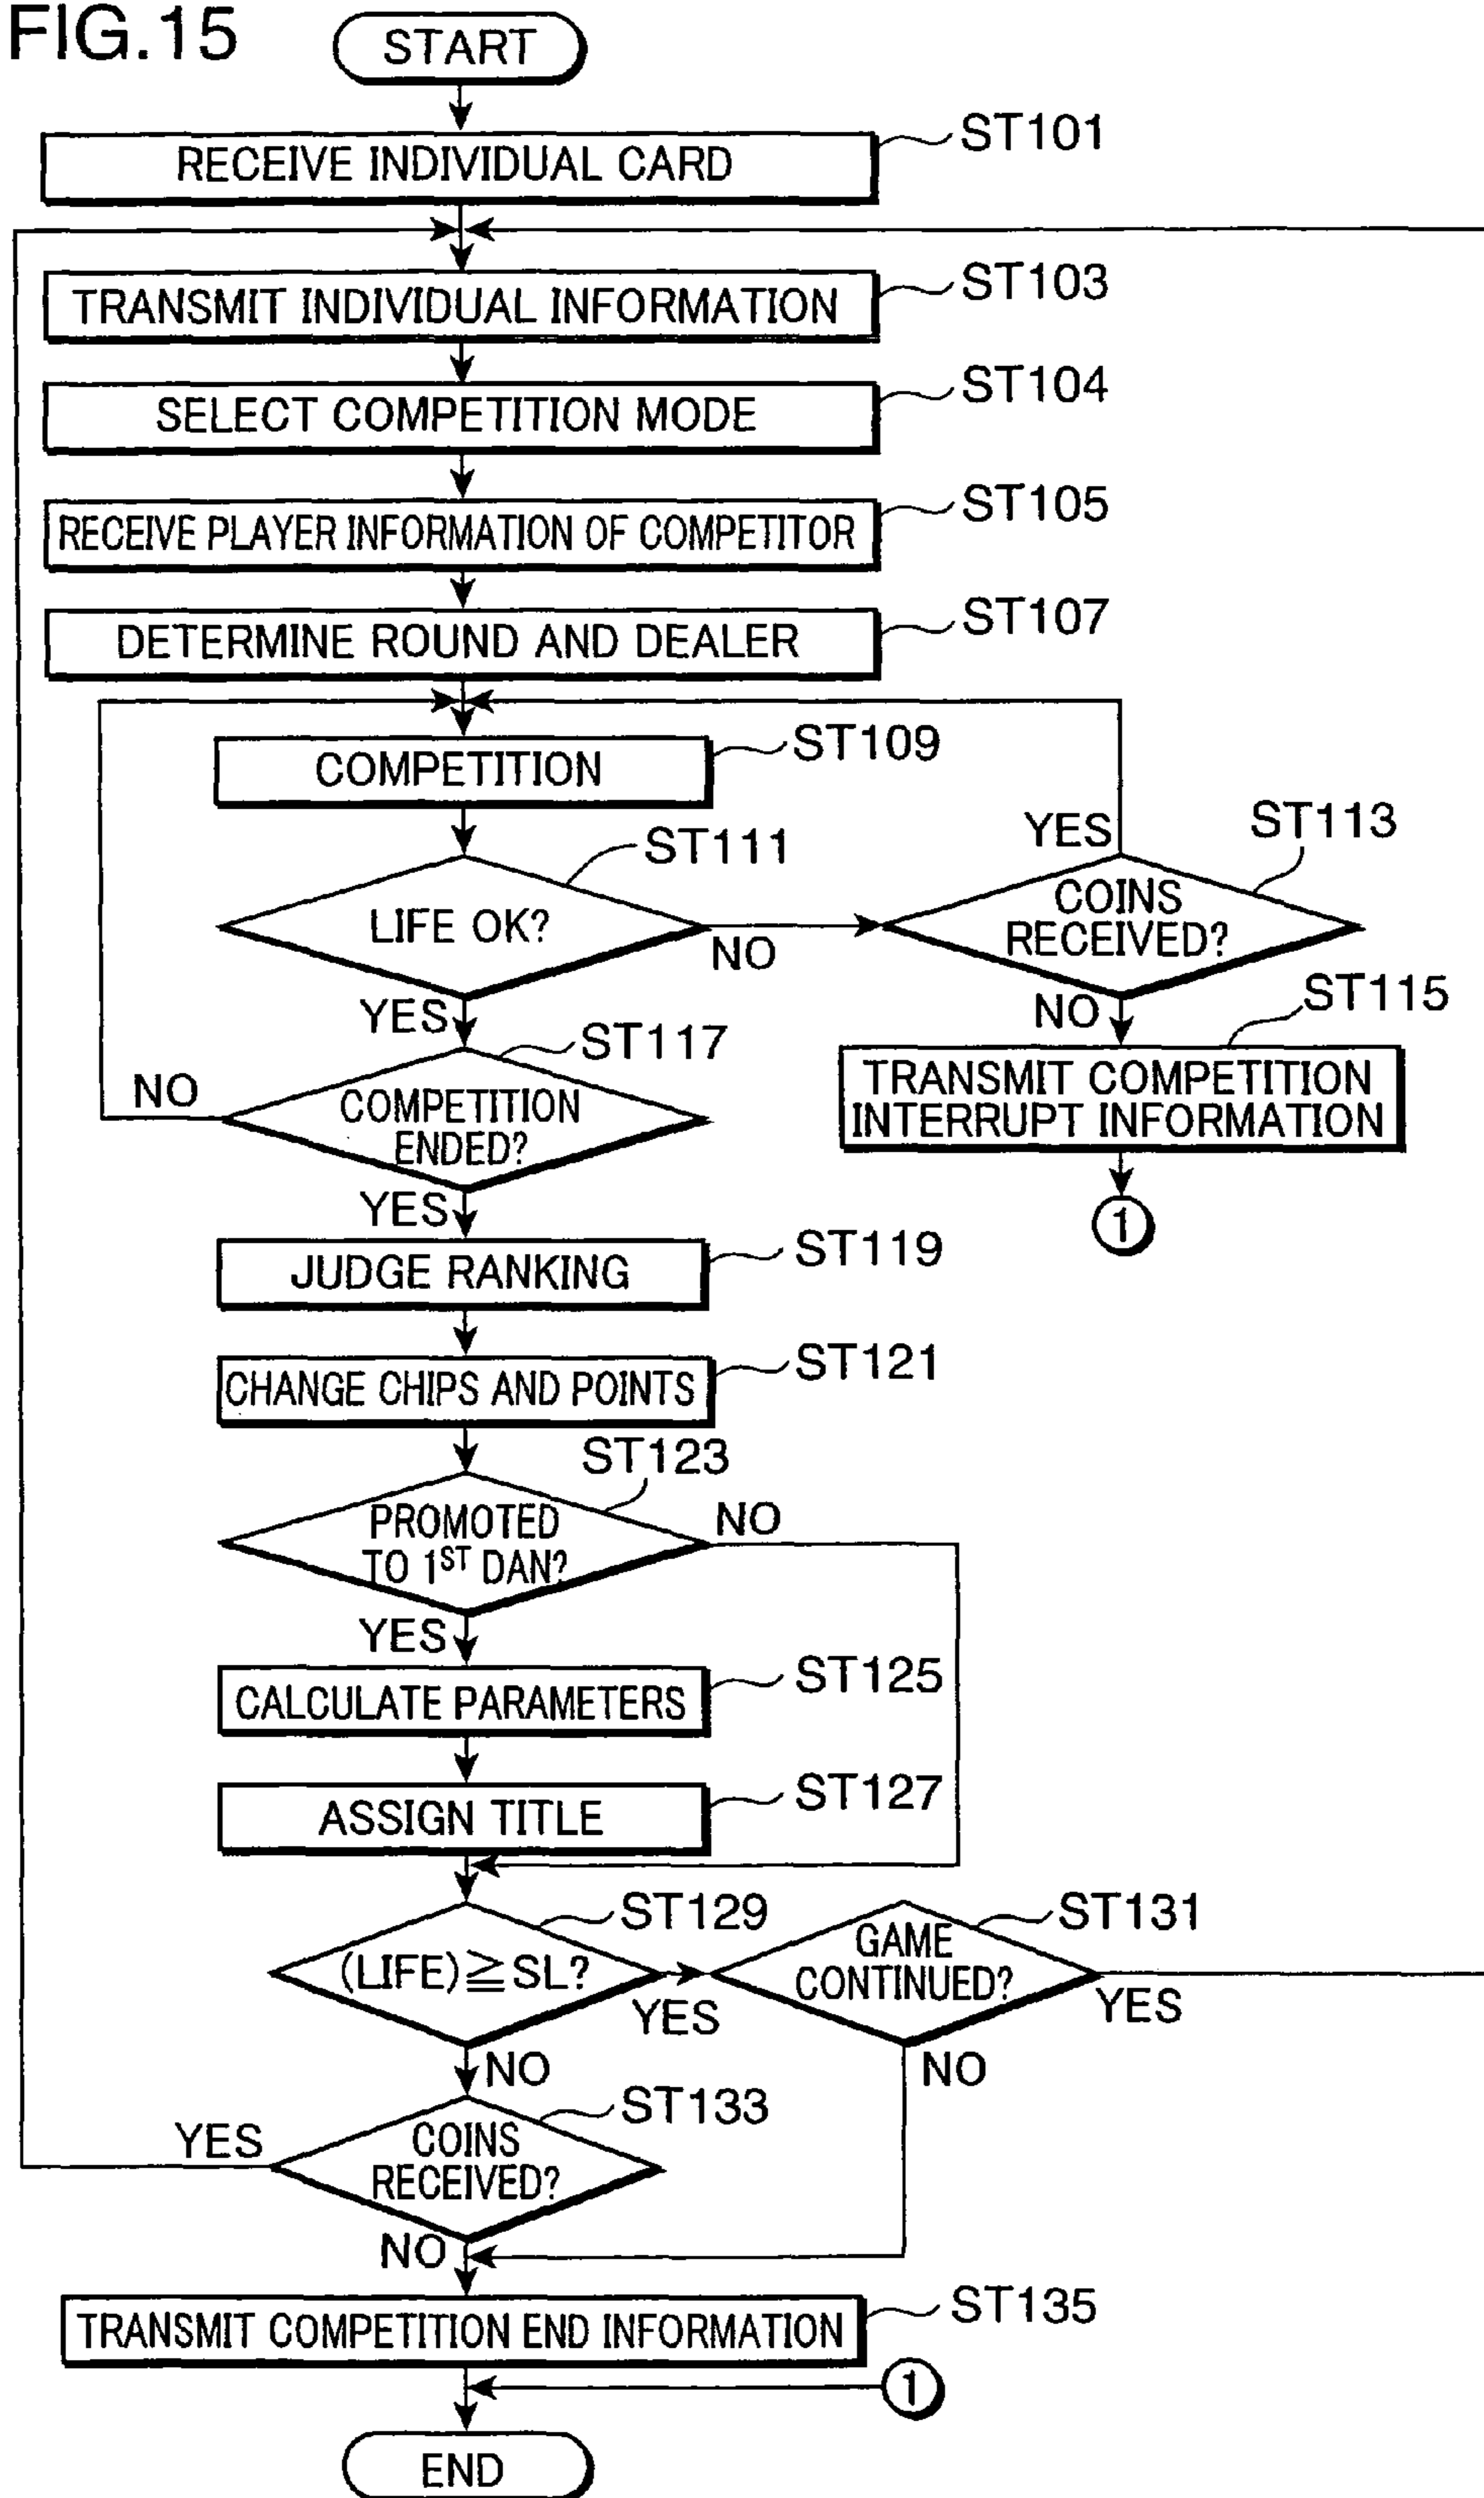 FIG.15
START
RECEIVE INDIVIDUAL CARD
ST101
TRANSMIT INDIVIDUAL INFORMATION
ST103
SELECT COMPETITION MODE
ST104
RECEIVE PLAYER INFORMATION OF COMPETITOR
ST105
DETERMINE ROUND AND DEALER
ST107
COMPETITION
ST109
ST111
LIFE OK?
NO
YES
YES
ST113
COINS
RECEIVED?
NO
ST115
TRANSMIT COMPETITION
INTERRUPT INFORMATION
1
ST117
COMPETITION
ENDED?
NO
YES
JUDGE RANKING
ST119
CHANGE CHIPS AND POINTS
ST121
ST123
PROMOTED
TO 1ST DAN?
NO
YES
CALCULATE PARAMETERS
ST125
ASSIGN TITLE
ST127
ST129
(LIFE)≧SL?
YES
NO
ST131
GAME
CONTINUED?
YES
NO
ST133
COINS
RECEIVED?
YES
NO
TRANSMIT COMPETITION END INFORMATION
ST135
1
END